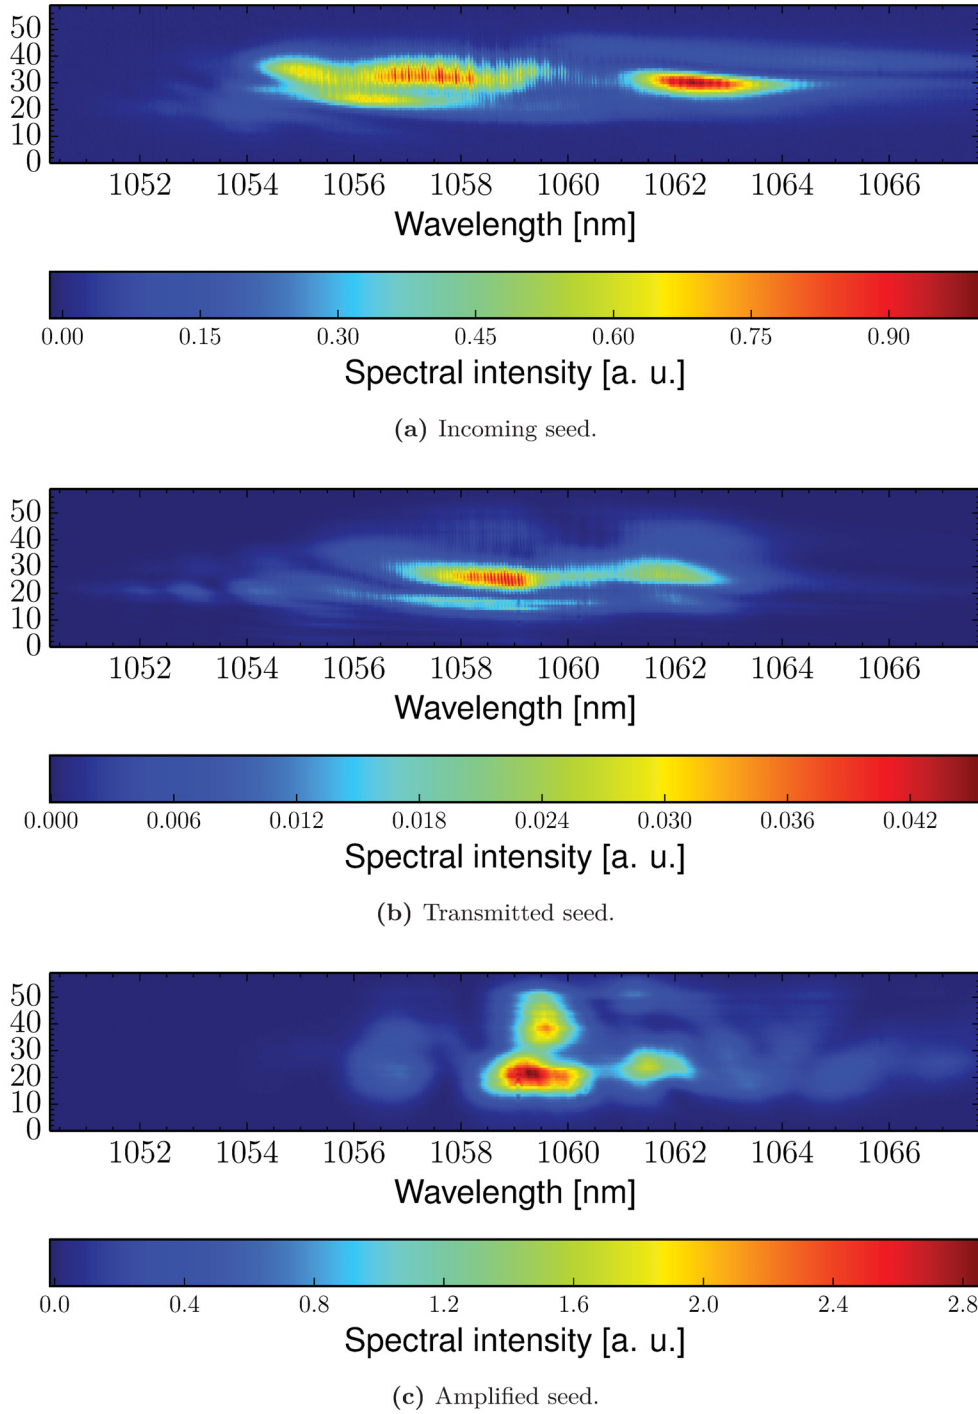 50
40
30
20
10
0
1052 1054 1056 1058 1060 1062 1064 1066
Wavelength [nm]
0.00 0.15 0.30 0.45 0.60 0.75 0.90
Spectral intensity [a. u.]
(a) Incoming seed.
50
40
30
20
10
0
1052 1054 1056 1058 1060 1062 1064 1066
Wavelength [nm]
0.000 0.006 0.012 0.018 0.024 0.030 0.036 0.042
Spectral intensity [a. u.]
(b) Transmitted seed.
50
40
30
20
10
0
1052 1054 1056 1058 1060 1062 1064 1066
Wavelength [nm]
0.0 0.4 0.8 1.2 1.6 2.0 2.4 2.8
Spectral intensity [a. u.]
(c) Amplified seed.